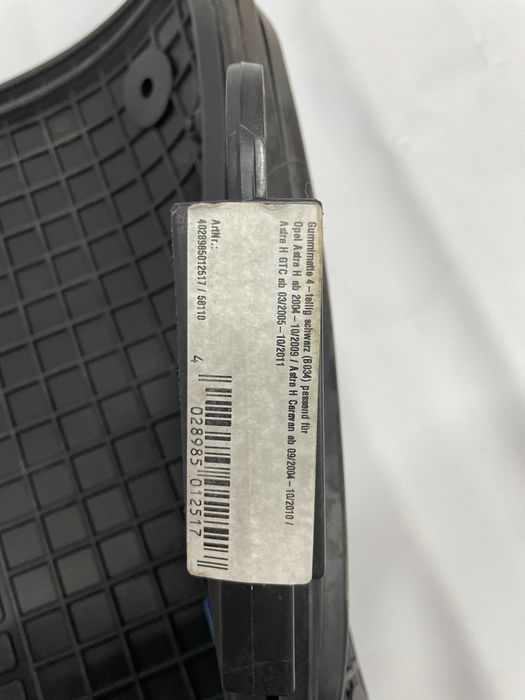 Gummimatte 4-teilig schwarz (B034) passend für
Opel Astra H ab 2004-10/2009 / Astra H Caravan ab 09/2004-10/2010 /
Astra H GTC ab 03/2005-10/2011
ArtNr.:
4028985012517 / 58110
4 028985 012517